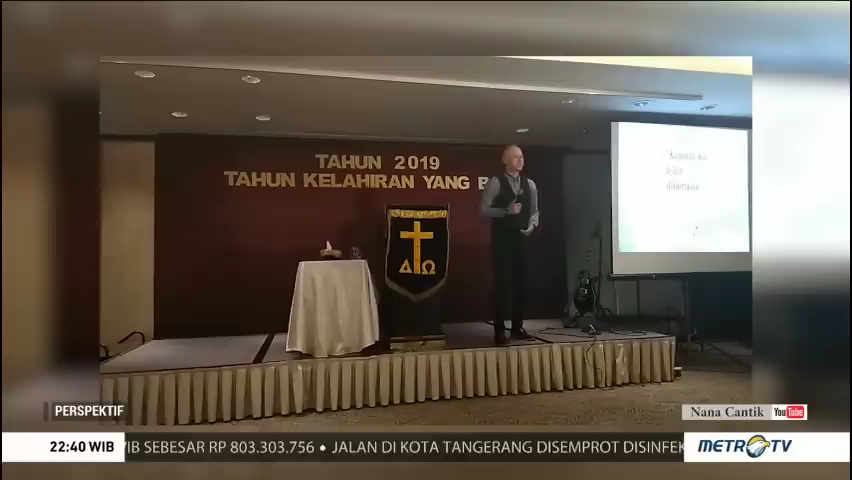 TAHUN 2019
TAHUN KELAHIRAN YANG B
Α Ω
PERSPEKTIF
Nana Cantik YouTube
22:40 WIB
IB SEBESAR RP 803.303.756 • JALAN DI KOTA TANGERANG DISEMPROT DISINFEK
METRO TV